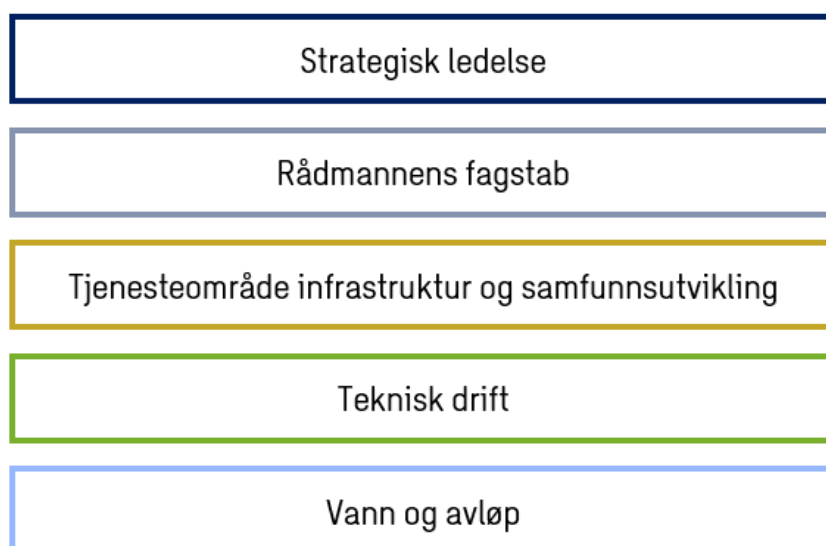 Strategisk ledelse
Rådmannens fagstab
Tjenesteområde infrastruktur og samfunnsutvikling
Teknisk drift
Vann og avløp